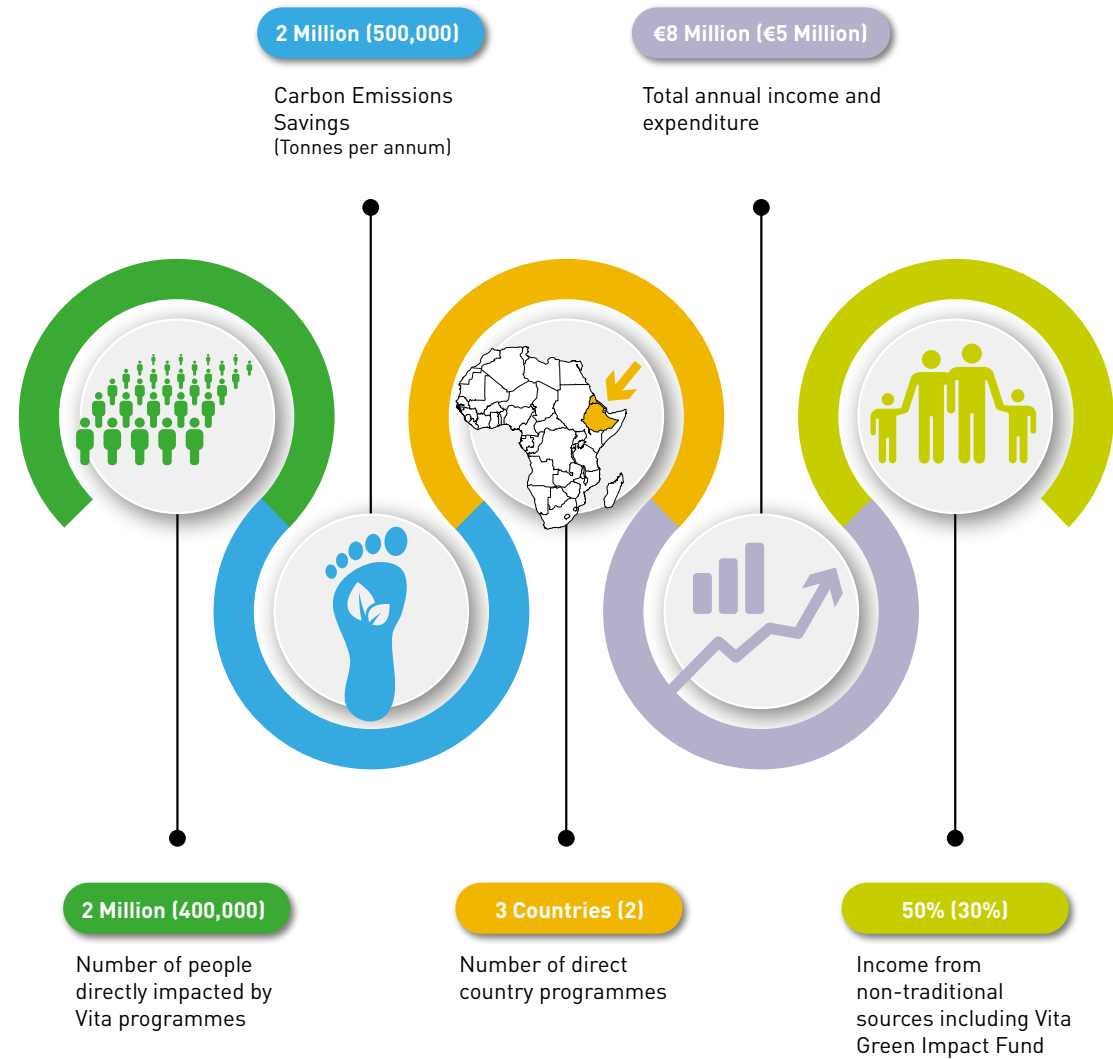 2 Million (500,000)
Carbon Emissions
Savings
(Tonnes per annum)
€8 Million (€5 Million)
Total annual income and
expenditure
2 Million (400,000)
Number of people
directly impacted by
Vita programmes
3 Countries (2)
Number of direct
country programmes
50% (30%)
Income from
non-traditional
sources including Vita
Green Impact Fund